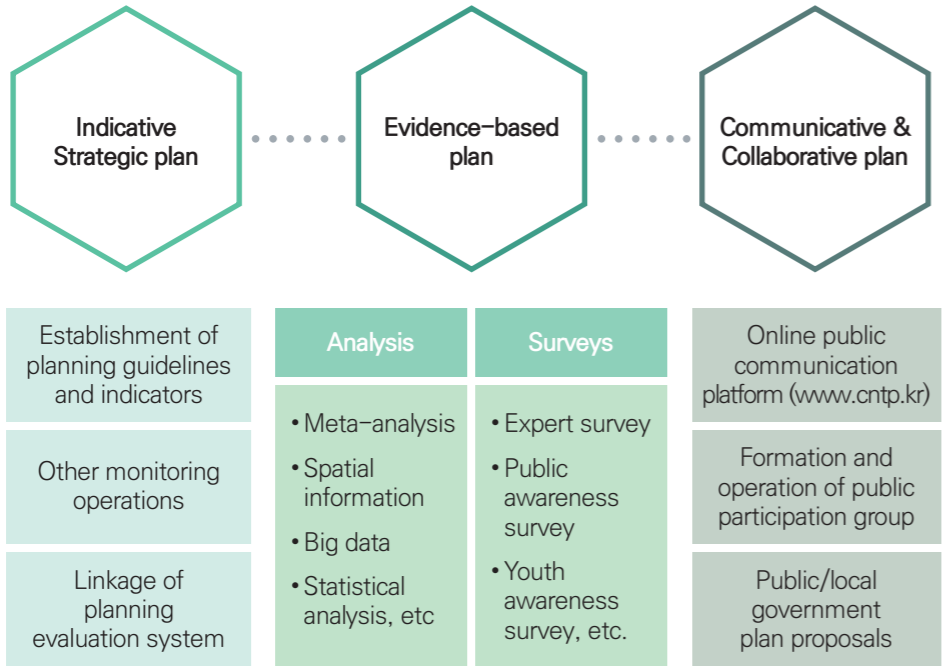 Indicative
Strategic plan
Evidence-based
plan
Communicative &
Collaborative plan
Establishment of
planning guidelines
and indicators
Other monitoring
operations
Linkage of
planning
evaluation system
Analysis
• Meta-analysis
• Spatial
information
• Big data
• Statistical
analysis, etc
Surveys
• Expert survey
• Public
awareness
survey
• Youth
awareness
survey, etc.
Online public
communication
platform (www.cntp.kr)
Formation and
operation of public
participation group
Public/local
government
plan proposals